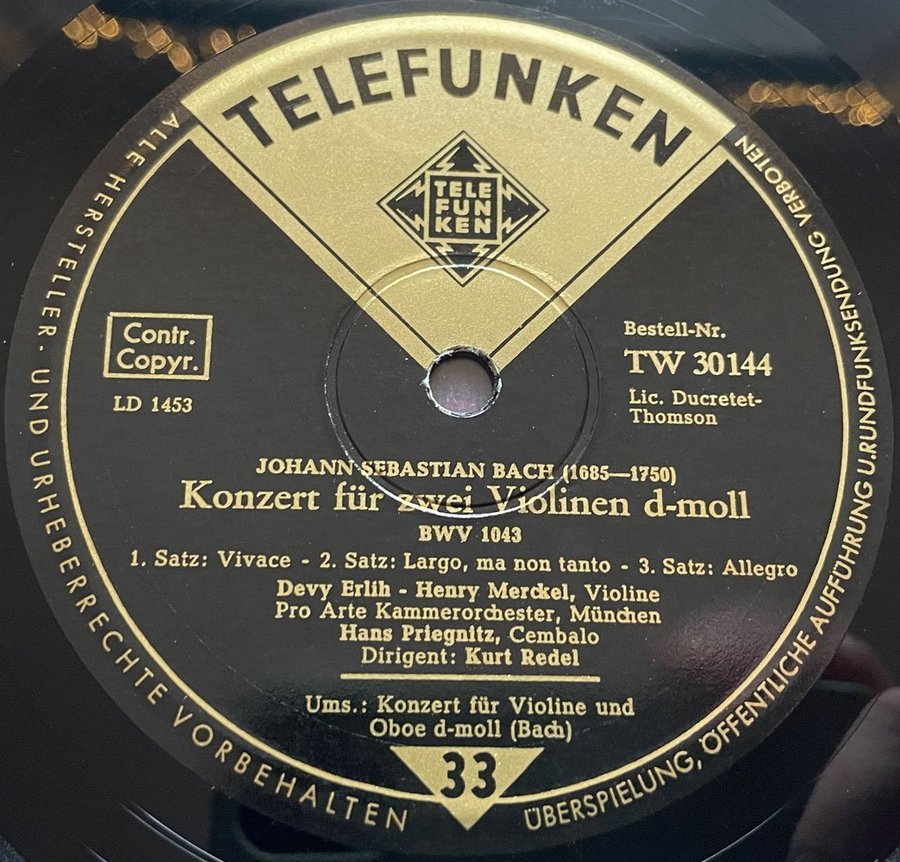 TELEFUNKEN
TELE
FUN
KEN
Contr.
Copyr.
LD 1453
Bestell-Nr.
TW 30144
Lic. Ducretet-
Thomson
JOHANN SEBASTIAN BACH (1685—1750)
Konzert für zwei Violinen d-moll
BWV 1043
1. Satz: Vivace - 2. Satz: Largo, ma non tanto - 3. Satz: Allegro
Devy Erlih - Henry Merckel, Violine
Pro Arte Kammerorchester, München
Hans Priegnitz, Cembalo
Dirigent: Kurt Redel
Ums.: Konzert für Violine und
Oboe d-moll (Bach)
33
ALLE HERSTELLER- UND URHEBERRECHTE VORBEHALTEN
ÜBERSPIELUNG, ÖFFENTLICHE AUFFÜHRUNG U. RUNDFUNKSENDUNG VERBOTEN